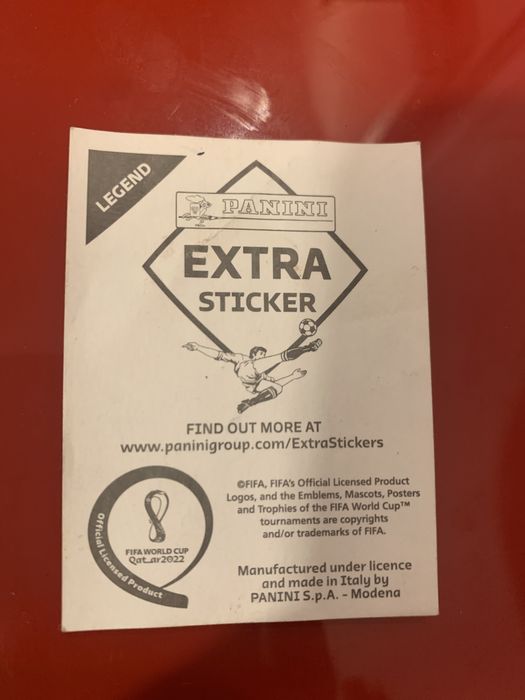 LEGEND
PANINI
EXTRA
STICKER
FIND OUT MORE AT
www.paninigroup.com/ExtraStickers
©FIFA, FIFA's Official Licensed Product
Logos, and the Emblems, Mascots, Posters
and Trophies of the FIFA World Cup™
tournaments are copyrights
and/or trademarks of FIFA.
FIFA WORLD CUP
Qatar2022
Official Licensed Product
Manufactured under licence
and made in Italy by
PANINI S.p.A. - Modena